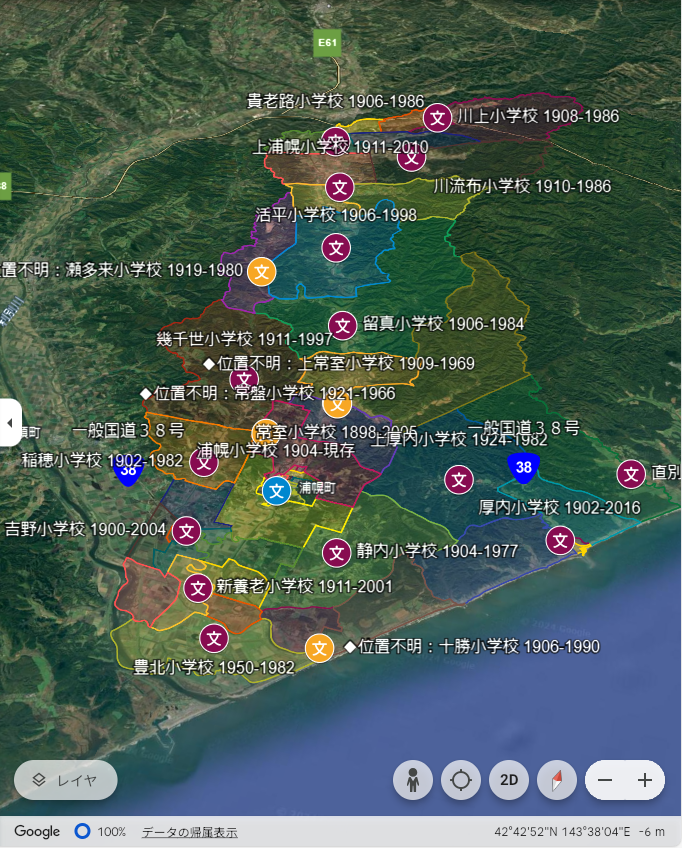 E61
貴老路小学校 1906-1986
川上小学校 1908-1986
上浦幌小学校 1911-2010
川流布小学校 1910-1986
活平小学校 1906-1998
位置不明：瀬多来小学校 1919-1980
留真小学校 1906-1984
幾千世小学校 1911-1997
◆位置不明：上常室小学校 1909-1969
◆位置不明：常盤小学校 1921-1966
常室小学校 1898-2005
一般国道３８号
一般国道３８号
上厚内小学校 1924-1982
浦幌小学校 1904-現存
稲穂小学校 1902-1982
38
38
直別
浦幌町
厚内小学校 1902-2016
吉野小学校 1900-2004
静内小学校 1904-1977
新養老小学校 1911-2001
◆位置不明：十勝小学校 1906-1990
豊北小学校 1950-1982
レイヤ
2D
Google
100%
データの帰属表示
42°42'52"N 143°38'04"E -6 m